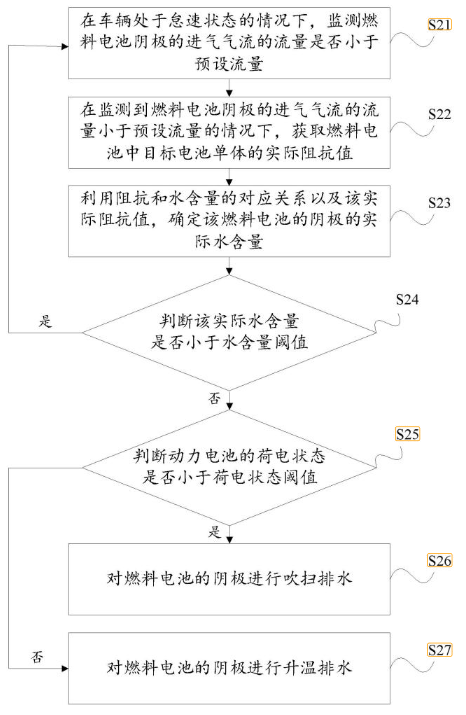 在车辆处于怠速状态的情况下，监测燃
料电池阴极的进气气流的流量是否小于
预设流量
S21
在监测到燃料电池阴极的进气气流的流
量小于预设流量的情况下，获取燃料电
池中目标电池单体的实际阻抗值
S22
利用阻抗和水含量的对应关系以及该实
际阻抗值，确定该燃料电池的阴极的实
际水含量
S23
判断该实际水含量
是否小于水含量阈值
S24
是
否
判断动力电池的荷电状态
是否小于荷电状态阈值
S25
是
对燃料电池的阴极进行吹扫排水
S26
否
对燃料电池的阴极进行升温排水
S27